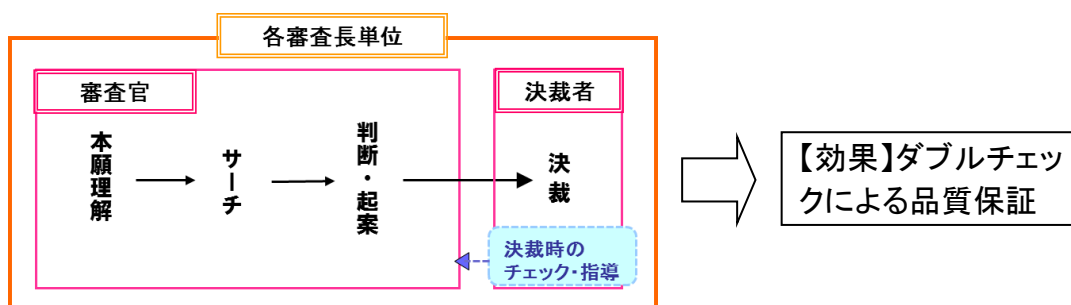 各審査長単位
審査官
決裁者
本願理解
サーチ
判断・起案
決裁
決裁時の
チェック・指導
【効果】ダブルチェッ
クによる品質保証